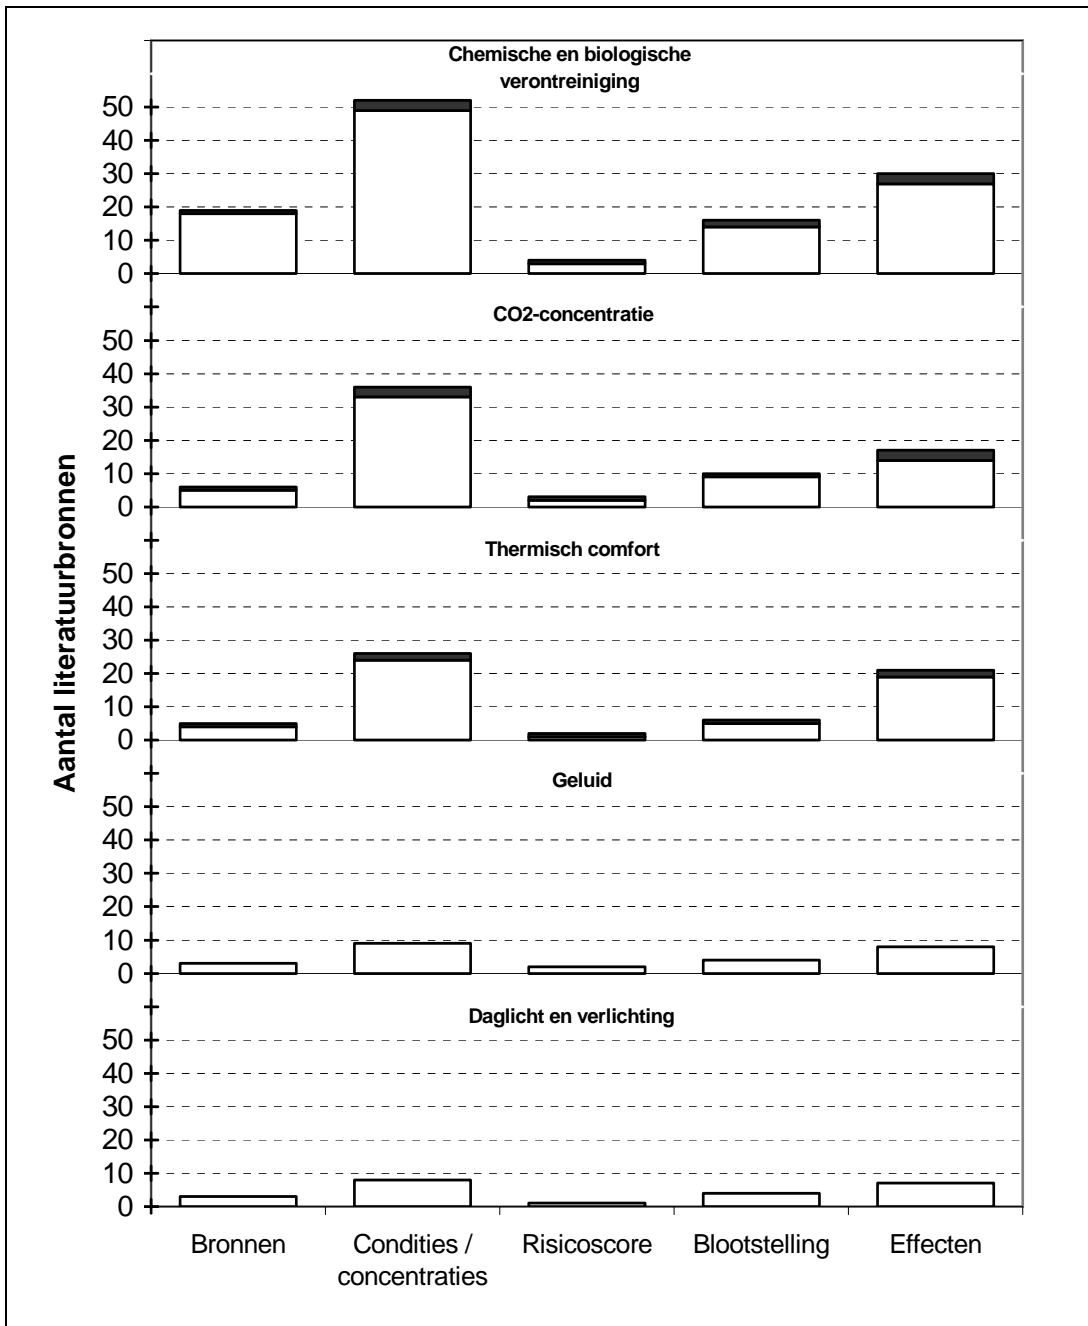 Aantal literatuurbronnen
Chemische en biologische
verontreiniging
50
40
30
20
10
0
CO2-concentratie
50
40
30
20
10
0
Thermisch comfort
50
40
30
20
10
0
Geluid
50
40
30
20
10
0
Daglicht en verlichting
50
40
30
20
10
0
Bronnen
Condities /
concentraties
Risicoscore
Blootstelling
Effecten